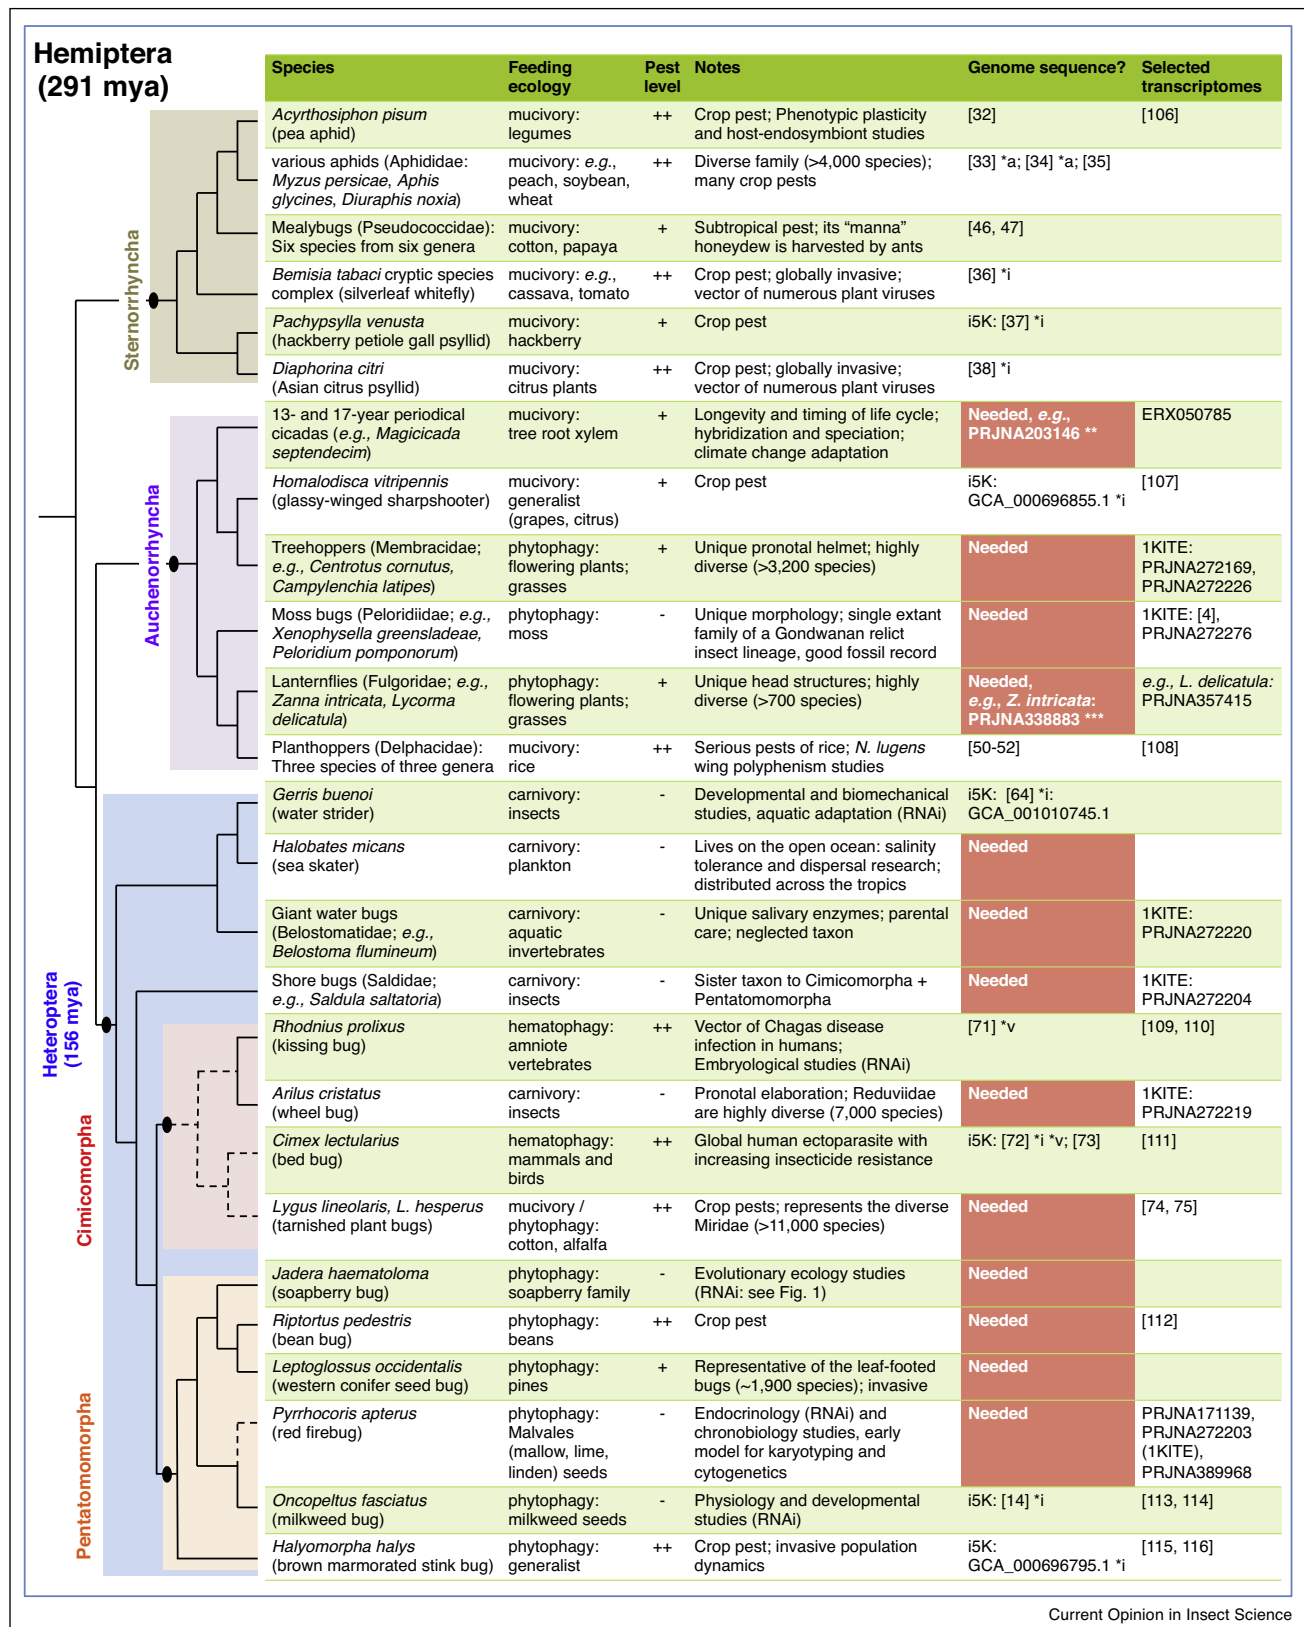 Hemiptera
(291 mya)
Species
Feeding
ecology
Pest
level
Notes
Genome sequence?
Selected
transcriptomes
Acyrthosiphon pisum
(pea aphid)
mucivory:
legumes
++
Crop pest; Phenotypic plasticity
and host-endosymbiont studies
[32]
[106]
various aphids (Aphididae:
Myzus persicae, Aphis
glycines, Diuraphis noxia)
mucivory: e.g.,
peach, soybean,
wheat
++
Diverse family (>4,000 species);
many crop pests
[33] *a; [34] *a; [35]
Mealybugs (Pseudococcidae):
Six species from six genera
mucivory:
cotton, papaya
+
Subtropical pest; its “manna”
honeydew is harvested by ants
[46, 47]
Bemisia tabaci cryptic species
complex (silverleaf whitefly)
mucivory: e.g.,
cassava, tomato
++
Crop pest; globally invasive;
vector of numerous plant viruses
[36] *i
Pachypsylla venusta
(hackberry petiole gall psyllid)
mucivory:
hackberry
+
Crop pest
i5K: [37] *i
Diaphorina citri
(Asian citrus psyllid)
mucivory:
citrus plants
++
Crop pest; globally invasive;
vector of numerous plant viruses
[38] *i
Sternorrhyncha
13- and 17-year periodical
cicadas (e.g., Magicicada
septendecim)
mucivory:
tree root xylem
+
Longevity and timing of life cycle;
hybridization and speciation;
climate change adaptation
Needed, e.g.,
PRJNA203146 **
ERX050785
Homalodisca vitripennis
(glassy-winged sharpshooter)
mucivory:
generalist
(grapes, citrus)
+
Crop pest
i5K:
GCA_000696855.1 *i
[107]
Treehoppers (Membracidae;
e.g., Centrotus cornutus,
Campylenchia latipes)
phytophagy:
flowering plants;
grasses
+
Unique pronotal helmet; highly
diverse (>3,200 species)
Needed
1KITE:
PRJNA272169,
PRJNA272226
Moss bugs (Peloridiidae; e.g.,
Xenophysella greensladeae,
Peloridium pomponorum)
phytophagy:
moss
-
Unique morphology; single extant
family of a Gondwanan relict
insect lineage, good fossil record
Needed
1KITE: [4],
PRJNA272276
Lanternflies (Fulgoridae; e.g.,
Zanna intricata, Lycorma
delicatula)
phytophagy:
flowering plants;
grasses
+
Unique head structures; highly
diverse (>700 species)
Needed,
e.g., Z. intricata:
PRJNA338883 ***
e.g., L. delicatula:
PRJNA357415
Planthoppers (Delphacidae):
Three species of three genera
mucivory:
rice
++
Serious pests of rice; N. lugens
wing polyphenism studies
[50-52]
[108]
Auchenorrhyncha
Gerris buenoi
(water strider)
carnivory:
insects
-
Developmental and biomechanical
studies, aquatic adaptation (RNAi)
i5K: [64] *i:
GCA_001010745.1
Halobates micans
(sea skater)
carnivory:
plankton
-
Lives on the open ocean: salinity
tolerance and dispersal research;
distributed across the tropics
Needed
Giant water bugs
(Belostomatidae; e.g.,
Belostoma flumineum)
carnivory:
aquatic
invertebrates
-
Unique salivary enzymes; parental
care; neglected taxon
Needed
1KITE:
PRJNA272220
Shore bugs (Saldidae;
e.g., Saldula saltatoria)
carnivory:
insects
-
Sister taxon to Cimicomorpha +
Pentatomomorpha
Needed
1KITE:
PRJNA272204
Heteroptera
(156 mya)
Rhodnius prolixus
(kissing bug)
hematophagy:
amniote
vertebrates
++
Vector of Chagas disease
infection in humans;
Embryological studies (RNAi)
[71] *v
[109, 110]
Arilus cristatus
(wheel bug)
carnivory:
insects
-
Pronotal elaboration; Reduviidae
are highly diverse (7,000 species)
Needed
1KITE:
PRJNA272219
Cimex lectularius
(bed bug)
hematophagy:
mammals and
birds
++
Global human ectoparasite with
increasing insecticide resistance
i5K: [72] *i *v; [73]
[111]
Lygus lineolaris, L. hesperus
(tarnished plant bugs)
mucivory /
phytophagy:
cotton, alfalfa
++
Crop pests; represents the diverse
Miridae (>11,000 species)
Needed
[74, 75]
Cimicomorpha
Jadera haematoloma
(soapberry bug)
phytophagy:
soapberry family
-
Evolutionary ecology studies
(RNAi: see Fig. 1)
Needed
Riptortus pedestris
(bean bug)
phytophagy:
beans
++
Crop pest
Needed
[112]
Leptoglossus occidentalis
(western conifer seed bug)
phytophagy:
pines
+
Representative of the leaf-footed
bugs (~1,900 species); invasive
Needed
Pyrrhocoris apterus
(red firebug)
phytophagy:
Malvales
(mallow, lime,
linden) seeds
-
Endocrinology (RNAi) and
chronobiology studies, early
model for karyotyping and
cytogenetics
Needed
PRJNA171139,
PRJNA272203
(1KITE),
PRJNA389968
Oncopeltus fasciatus
(milkweed bug)
phytophagy:
milkweed seeds
-
Physiology and developmental
studies (RNAi)
i5K: [14] *i
[113, 114]
Halyomorpha halys
(brown marmorated stink bug)
phytophagy:
generalist
++
Crop pest; invasive population
dynamics
i5K:
GCA_000696795.1 *i
[115, 116]
Pentatomomorpha
Current Opinion in Insect Science